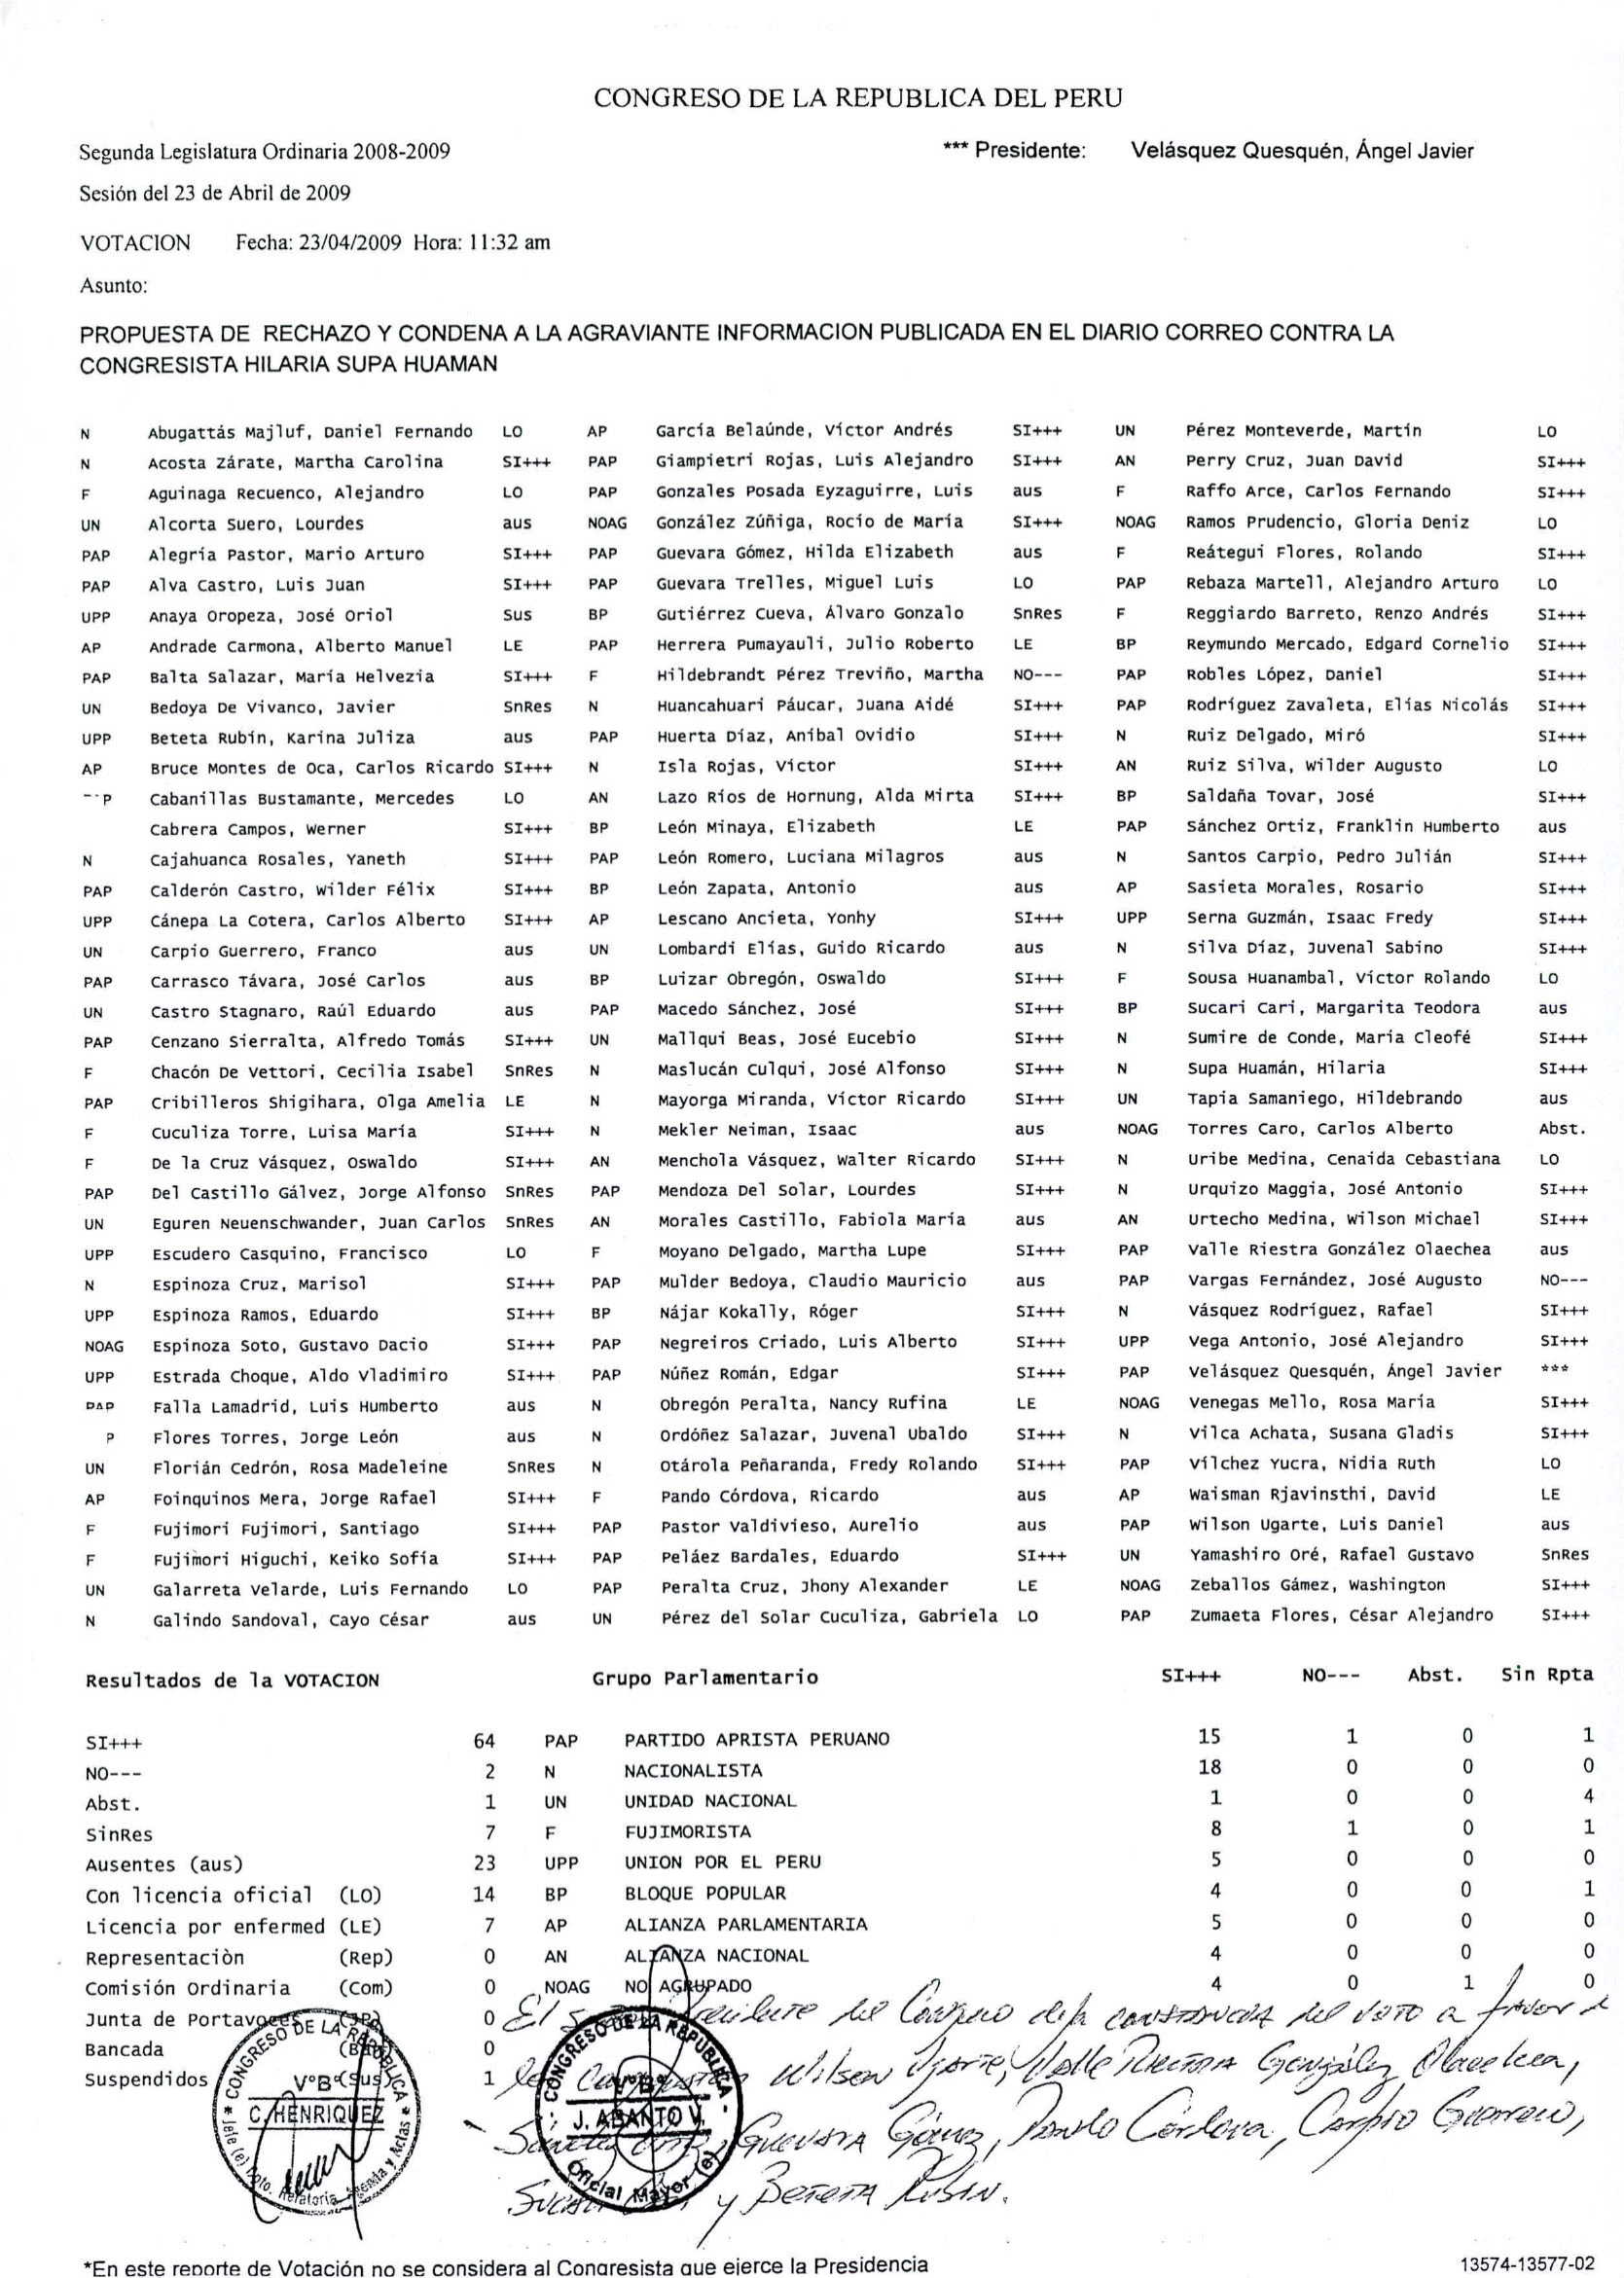 CONGRESO DE LA REPUBLICA DEL PERU
Segunda Legislatura Ordinaria 2008-2009 *** Presidente: Velásquez Quesquén, Ángel Javier
Sesión del 23 de Abril de 2009
VOTACION Fecha: 23/04/2009 Hora: 11:32 am
Asunto:
PROPUESTA DE RECHAZO Y CONDENA A LA AGRAVIANTE INFORMACION PUBLICADA EN EL DIARIO CORREO CONTRA LA
CONGRESISTA HILARIA SUPA HUAMAN
N Abugattás Majluf, Daniel Fernando LO AP García Belaúnde, Víctor Andrés SI+++ UN Pérez Monteverde, Martín LO
N Acosta Zárate, Martha Carolina SI+++ PAP Giampietri Rojas, Luis Alejandro SI+++ AN Perry Cruz, Juan David SI+++
F Aguinaga Recuenco, Alejandro LO PAP Gonzales Posada Eyzaguirre, Luis aus F Raffo Arce, Carlos Fernando SI+++
UN Alcorta Suero, Lourdes aus NOAG González Zúñiga, Rocío de María SI+++ NOAG Ramos Prudencio, Gloria Deniz LO
PAP Alegría Pastor, Mario Arturo SI+++ PAP Guevara Gómez, Hilda Elizabeth aus F Reátegui Flores, Rolando SI+++
PAP Alva Castro, Luis Juan SI+++ PAP Guevara Trelles, Miguel Luis LO PAP Rebaza Martell, Alejandro Arturo LO
UPP Anaya Oropeza, José Oriol Sus BP Gutiérrez Cueva, Álvaro Gonzalo SnRes F Reggiardo Barreto, Renzo Andrés SI+++
AP Andrade Carmona, Alberto Manuel LE PAP Herrera Pumayauli, Julio Roberto LE BP Reymundo Mercado, Edgard Cornelio SI+++
PAP Balta Salazar, María Helvezia SI+++ F Hildebrandt Pérez Treviño, Martha NO--- PAP Robles López, Daniel SI+++
UN Bedoya De Vivanco, Javier SnRes N Huancahuari Páucar, Juana Aidé SI+++ PAP Rodríguez Zavaleta, Elías Nicolás SI+++
UPP Beteta Rubín, Karina Juliza aus PAP Huerta Díaz, Aníbal Ovidio SI+++ N Ruiz Delgado, Miró SI+++
AP Bruce Montes de Oca, Carlos Ricardo SI+++ N Isla Rojas, Víctor SI+++ AN Ruiz Silva, Wilder Augusto LO
P Cabanillas Bustamante, Mercedes LO AN Lazo Ríos de Hornung, Alda Mirta SI+++ BP Saldaña Tovar, José SI+++
Cabrera Campos, Werner SI+++ BP León Minaya, Elizabeth LE PAP Sánchez Ortiz, Franklin Humberto aus
N Cajahuanca Rosales, Yaneth SI+++ PAP León Romero, Luciana Milagros aus N Santos Carpio, Pedro Julián SI+++
PAP Calderón Castro, Wilder Félix SI+++ BP León Zapata, Antonio aus AP Sasieta Morales, Rosario SI+++
UPP Cánepa La Cotera, Carlos Alberto SI+++ AP Lescano Ancieta, Yonhy SI+++ UPP Serna Guzmán, Isaac Fredy SI+++
UN Carpio Guerrero, Franco aus UN Lombardi Elías, Guido Ricardo aus N Silva Díaz, Juvenal Sabino SI+++
PAP Carrasco Távara, José Carlos aus BP Luizar Obregón, Oswaldo SI+++ F Sousa Huanambal, Víctor Rolando LO
UN Castro Stagnaro, Raúl Eduardo aus PAP Macedo Sánchez, José SI+++ BP Sucari Cari, Margarita Teodora aus
PAP Cenzano Sierralta, Alfredo Tomás SI+++ UN Mallqui Beas, José Eucebio SI+++ N Sumire de Conde, María Cleofé SI+++
F Chacón De Vettori, Cecilia Isabel SnRes N Maslucán Culqui, José Alfonso SI+++ N Supa Huamán, Hilaria SI+++
PAP Cribilleros Shigihara, Olga Amelia LE N Mayorga Miranda, Víctor Ricardo SI+++ UN Tapia Samaniego, Hildebrando aus
F Cuculiza Torre, Luisa María SI+++ N Mekler Neiman, Isaac aus NOAG Torres Caro, Carlos Alberto Abst.
F De la Cruz Vásquez, Oswaldo SI+++ AN Menchola Vásquez, Walter Ricardo SI+++ N Uribe Medina, Cenaida Cebastiana LO
PAP Del Castillo Gálvez, Jorge Alfonso SnRes PAP Mendoza Del Solar, Lourdes SI+++ N Urquizo Maggia, José Antonio SI+++
UN Eguren Neuenschwander, Juan Carlos SnRes AN Morales Castillo, Fabiola María aus AN Urtecho Medina, Wilson Michael SI+++
UPP Escudero Casquino, Francisco LO F Moyano Delgado, Martha Lupe SI+++ PAP Valle Riestra González Olaechea aus
N Espinoza Cruz, Marisol SI+++ PAP Mulder Bedoya, Claudio Mauricio aus PAP Vargas Fernández, José Augusto NO---
UPP Espinoza Ramos, Eduardo SI+++ BP Nájar Kokally, Róger SI+++ N Vásquez Rodríguez, Rafael SI+++
NOAG Espinoza Soto, Gustavo Dacio SI+++ PAP Negreiros Criado, Luis Alberto SI+++ UPP Vega Antonio, José Alejandro SI+++
UPP Estrada Choque, Aldo Vladimiro SI+++ PAP Núñez Román, Edgar SI+++ PAP Velásquez Quesquén, Ángel Javier ***
PAP Falla Lamadrid, Luis Humberto aus N Obregón Peralta, Nancy Rufina LE NOAG Venegas Mello, Rosa María SI+++
P Flores Torres, Jorge León aus N Ordóñez Salazar, Juvenal Ubaldo SI+++ N Vilca Achata, Susana Gladis SI+++
UN Florián Cedrón, Rosa Madeleine SnRes N Otárola Peñaranda, Fredy Rolando SI+++ PAP Vílchez Yucra, Nidia Ruth LO
AP Foinquinos Mera, Jorge Rafael SI+++ F Pando Córdova, Ricardo aus AP Waisman Rjavinsthi, David LE
F Fujimori Fujimori, Santiago SI+++ PAP Pastor Valdivieso, Aurelio aus PAP Wilson Ugarte, Luis Daniel aus
F Fujimori Higuchi, Keiko Sofía SI+++ PAP Peláez Bardales, Eduardo SI+++ UN Yamashiro Oré, Rafael Gustavo SnRes
UN Galarreta Velarde, Luis Fernando LO PAP Peralta Cruz, Jhony Alexander LE NOAG Zeballos Gámez, Washington SI+++
N Galindo Sandoval, Cayo César aus UN Pérez del Solar Cuculiza, Gabriela LO PAP Zumaeta Flores, César Alejandro SI+++
Resultados de la VOTACION Grupo Parlamentario SI+++ NO--- Abst. Sin Rpta
SI+++ 64 PAP PARTIDO APRISTA PERUANO 15 1 0 1
NO--- 2 N NACIONALISTA 18 0 0 0
Abst. 1 UN UNIDAD NACIONAL 1 0 0 4
SinRes 7 F FUJIMORISTA 8 1 0 1
Ausentes (aus) 23 UPP UNION POR EL PERU 5 0 0 0
Con licencia oficial (LO) 14 BP BLOQUE POPULAR 4 0 0 1
Licencia por enfermed (LE) 7 AP ALIANZA PARLAMENTARIA 5 0 0 0
Representaciòn (Rep) 0 AN ALIANZA NACIONAL 4 0 0 0
Comisión Ordinaria (Com) 0 NOAG NO AGRUPADO 4 0 1 0
Junta de Portavoces 0 El del Congreso deja constancia del voto a favor de
Bancada 0
Suspendidos (Sus) 1 Wilson Ugarte, Valle Riestra González Olaechea,
CONGRESO DE LA REPUBLICA
V°B°
C. HENRIQUEZ
Jefe (e) Dpto. Relatoría, Agenda y Actas
CONGRESO DE LA REPUBLICA
V°B°
J. ABANTO V.
Oficial Mayor (e)
Guevara Gómez, Pando Córdova, Carpio Guerrero,
y Beteta Rubín.
*En este reporte de Votación no se considera al Congresista que ejerce la Presidencia 13574-13577-02